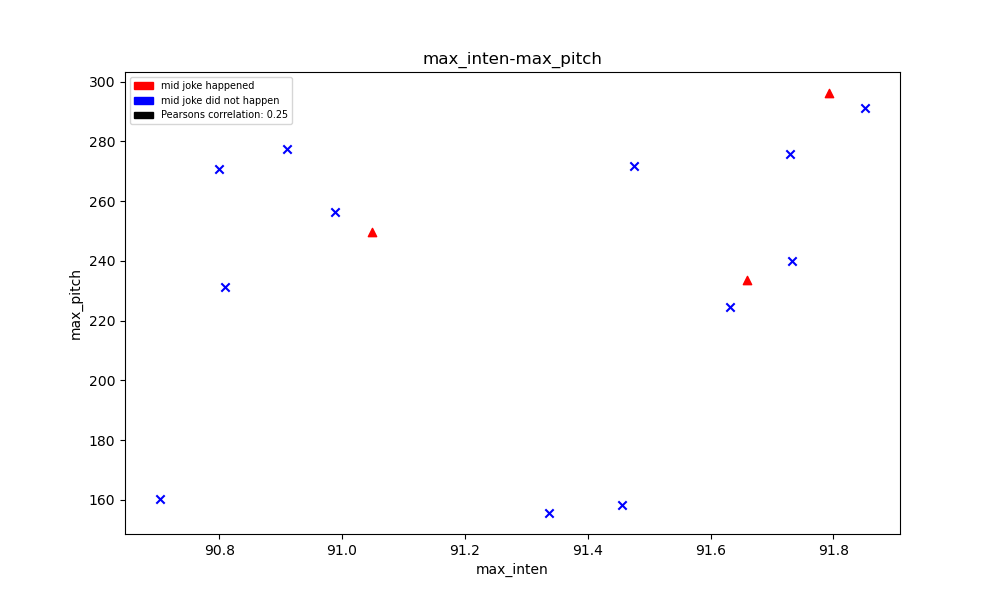 max_inten-max_pitch
mid joke happened
mid joke did not happen
Pearsons correlation: 0.25
300
280
260
240
220
200
180
160
max_pitch
90.8
91.0
91.2
91.4
91.6
91.8
max_inten